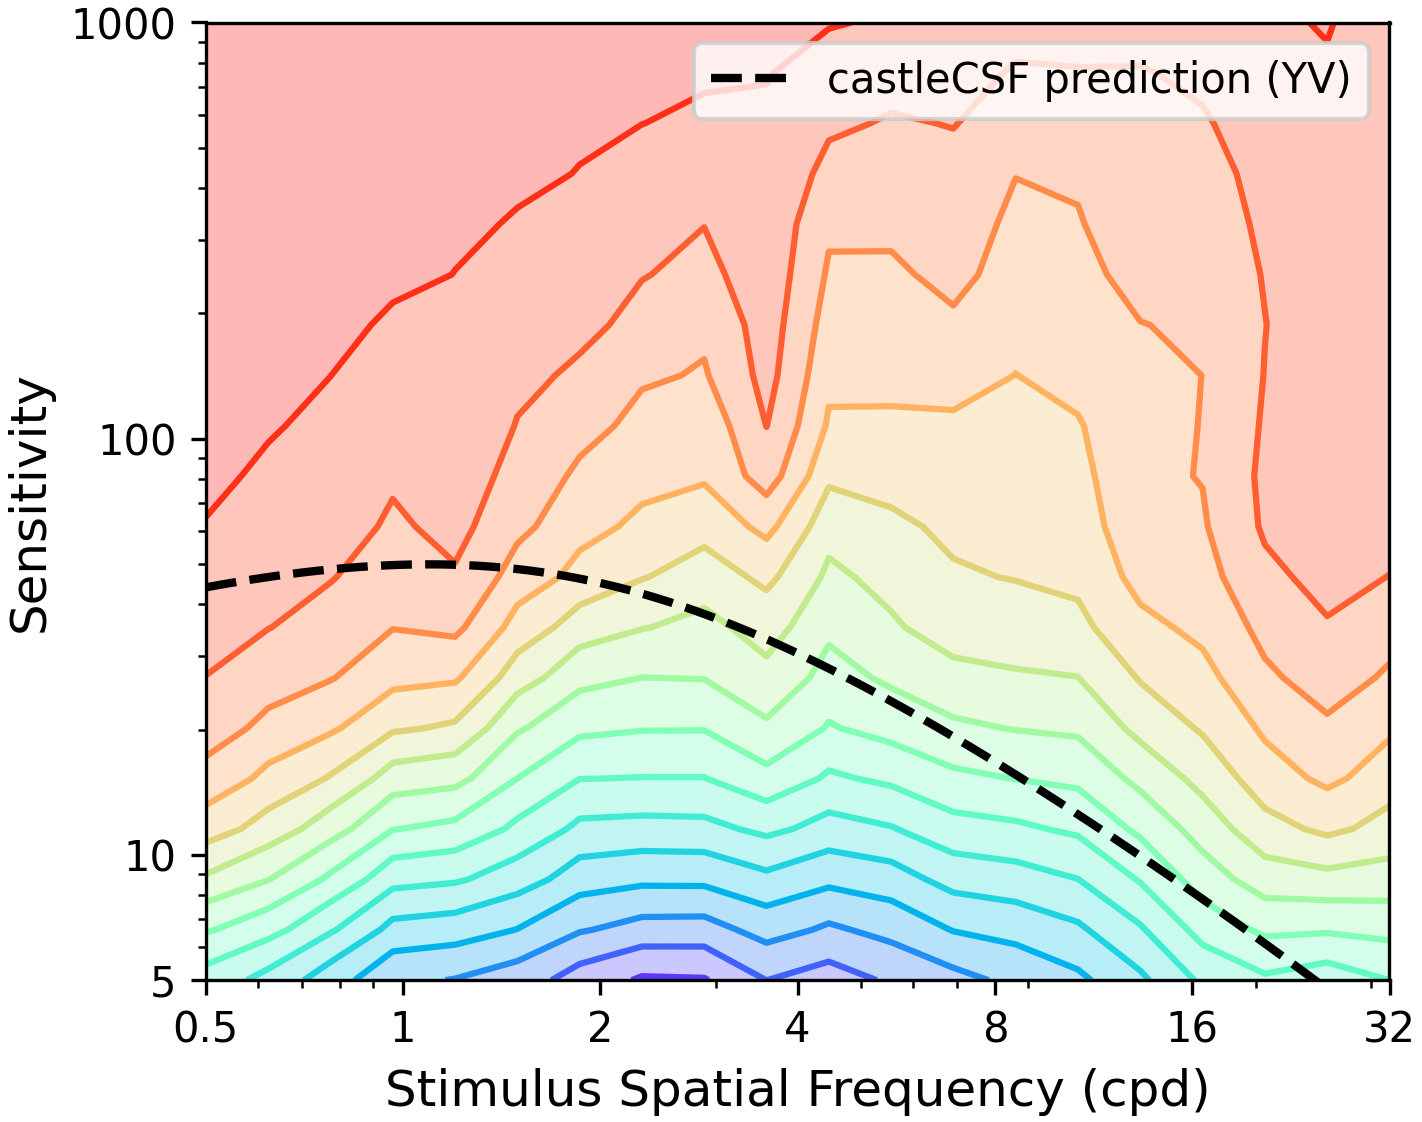 1000
100
10
5
Sensitivity
castleCSF prediction (YV)
0.5 1 2 4 8 16 32
Stimulus Spatial Frequency (cpd)